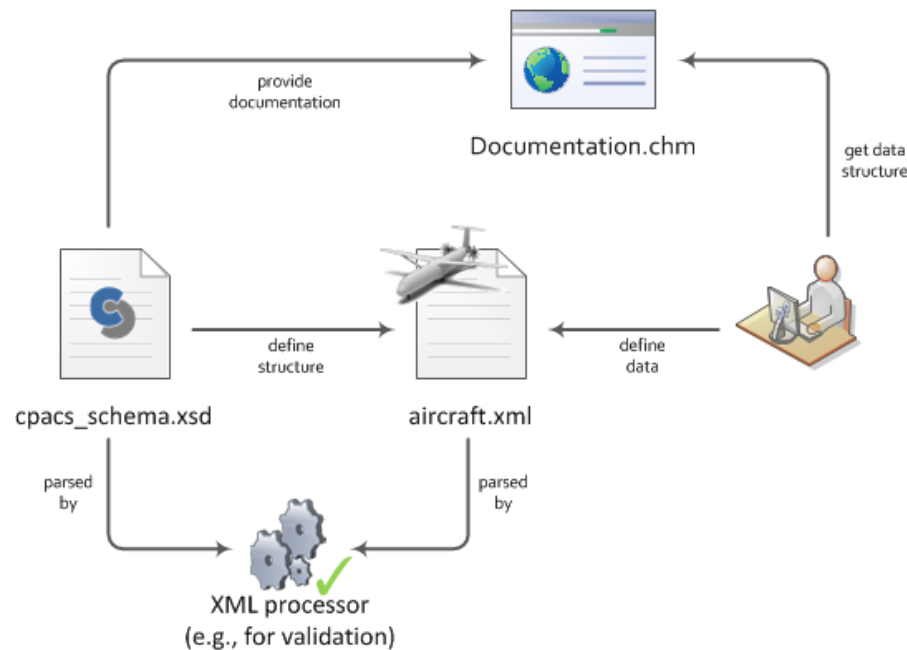 provide
documentation
Documentation.chm
get data
structure
define
structure
define
data
cpacs_schema.xsd
aircraft.xml
parsed
by
parsed
by
XML processor
(e.g., for validation)